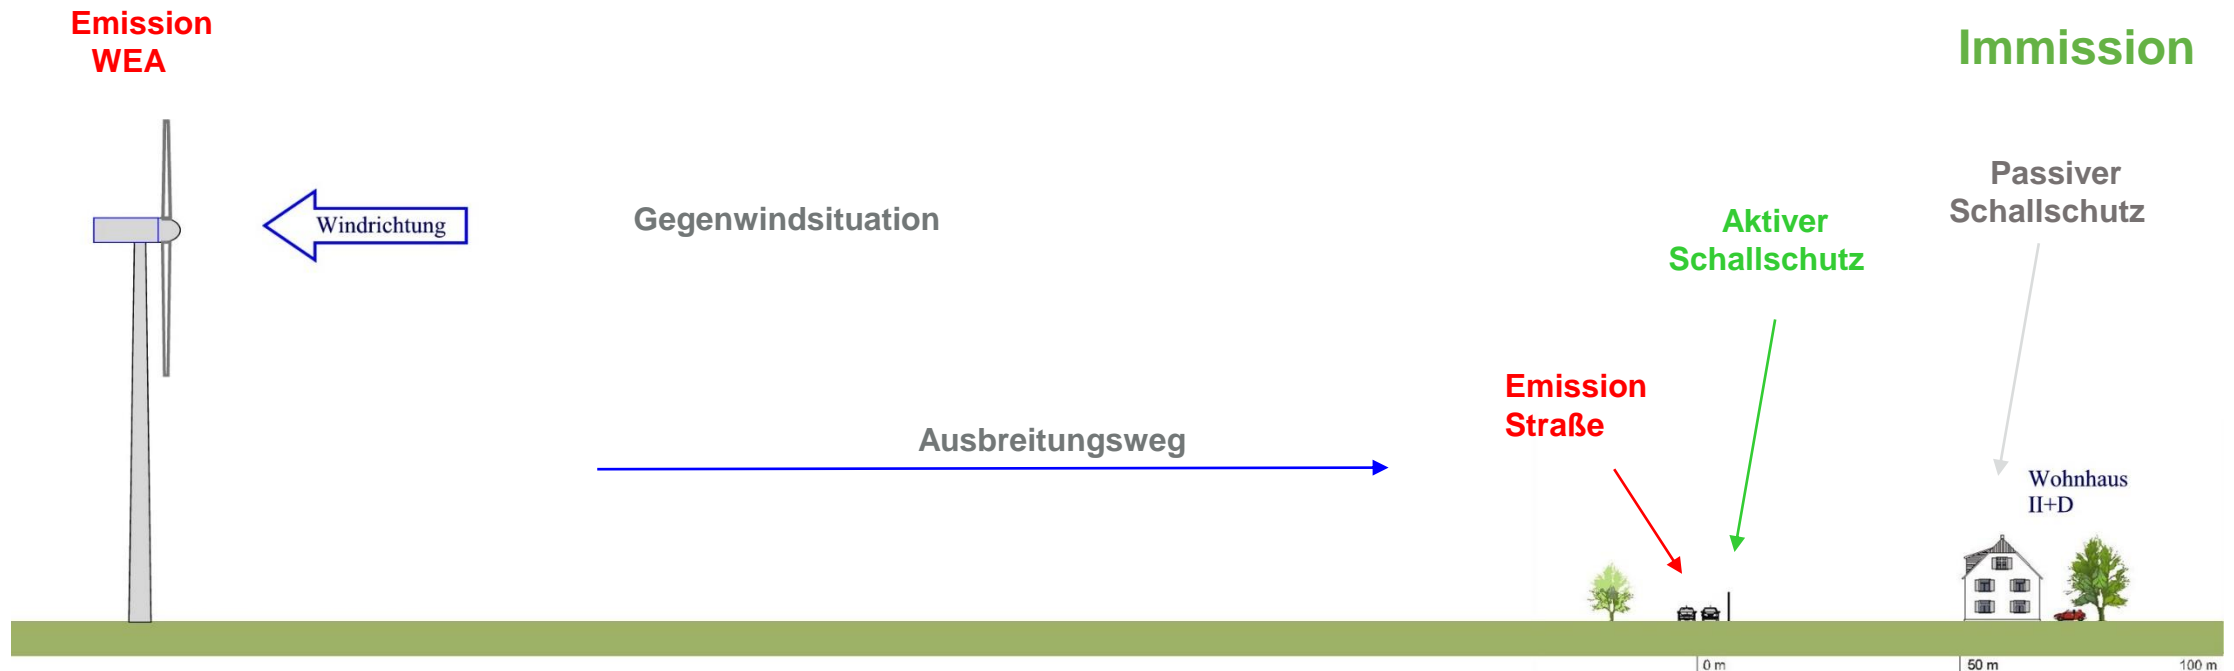 Emission
WEA
Immission
Windrichtung
Gegenwindsituation
Passiver
Schallschutz
Aktiver
Schallschutz
Emission
Straße
Ausbreitungsweg
Wohnhaus
II+D
0 m
50 m
100 m